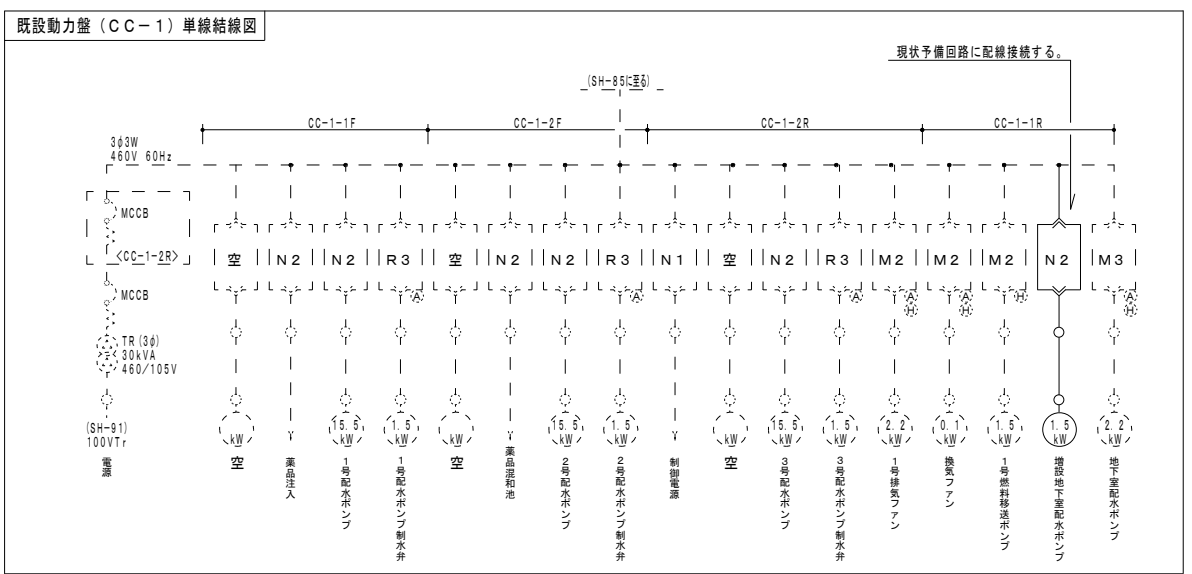 既設動力盤(CC-1)単線結線図
現状予備回路に配線接続する。
(SH-85に至る)
CC-1-1F
CC-1-2F
CC-1-2R
CC-1-1R
3φ3W
460V 60Hz
MCCB
<CC-1-2R>
MCCB
TR(3φ)
30kVA
460/105V
(SH-91)
100VTr
電源
空
N2
N2
R3
空
N2
N2
R3
N1
空
N2
R3
M2
M2
M2
N2
M3
A
A
A
A
H
A
H
H
A
H
kW
15.5
kW
1.5
kW
kW
15.5
kW
1.5
kW
kW
15.5
kW
1.5
kW
2.2
kW
0.1
kW
1.5
kW
1.5
kW
2.2
kW
空
薬品注入
1号配水ポンプ
1号配水ポンプ制水弁
空
薬品混和池
2号配水ポンプ
2号配水ポンプ制水弁
制御電源
空
3号配水ポンプ
3号配水ポンプ制水弁
1号排気ファン
換気ファン
1号燃料移送ポンプ
増設地下室配水ポンプ
地下室配水ポンプ